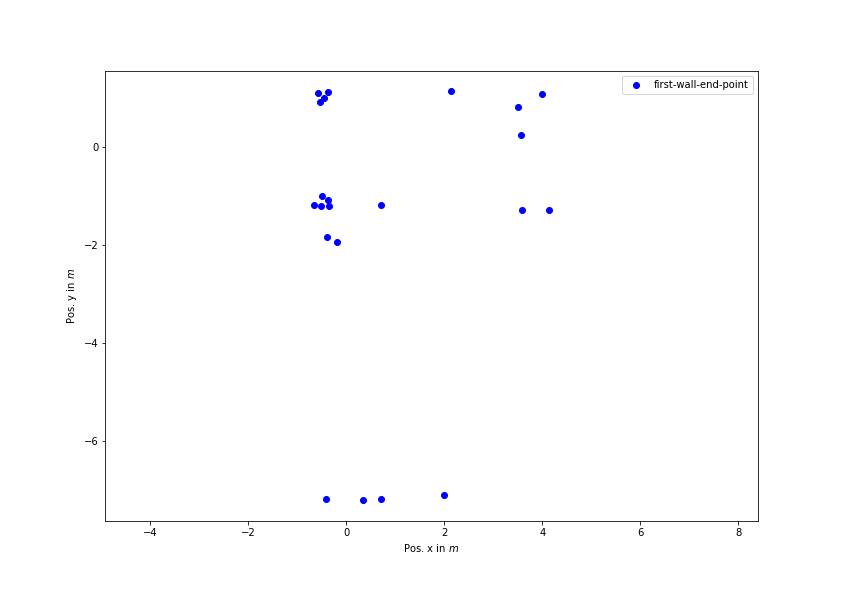 first-wall-end-point
0
−2
−4
−6
Pos. y in m
−4 −2 0 2 4 6 8
Pos. x in m